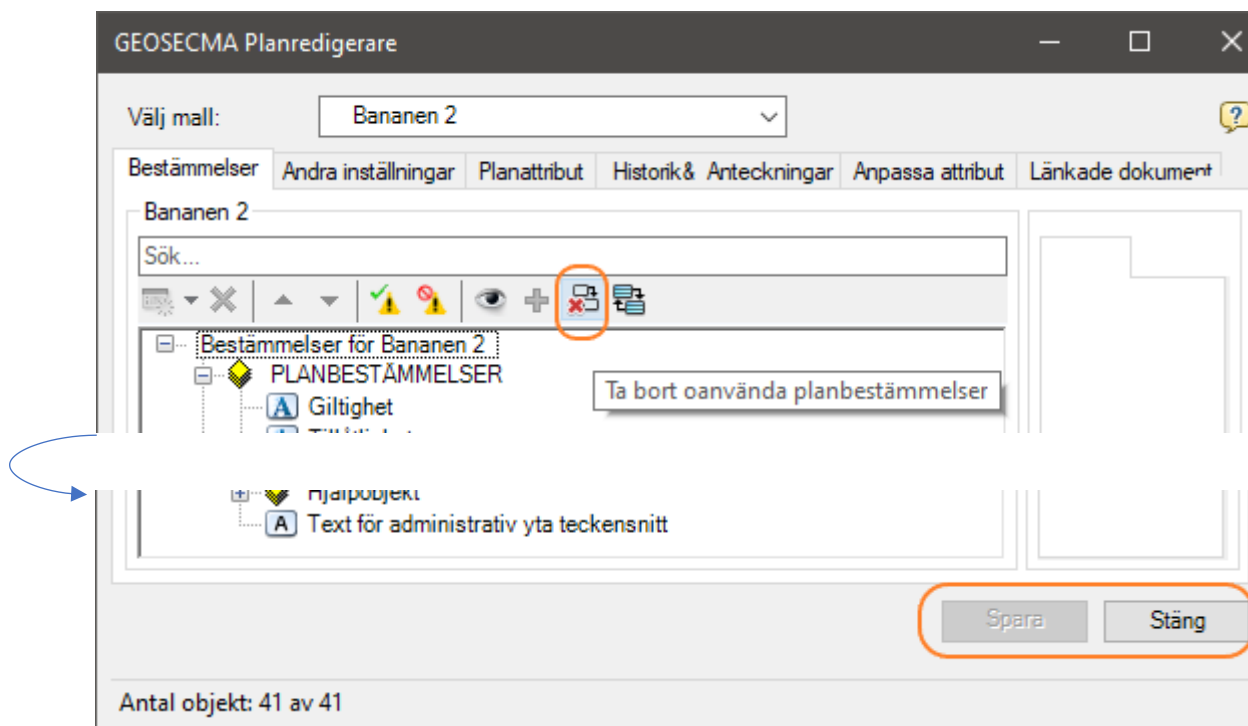 GEOSECMA Planredigerare
Välj mall: Bananen 2
Bestämmelser Andra inställningar Planattribut Historik& Anteckningar Anpassa attribut Länkade dokument
Bananen 2
Sök...
Bestämmelser för Bananen 2
PLANBESTÄMMELSER
Ta bort oanvända planbestämmelser
A Giltighet
Hjälpobjekt
A Text för administrativ yta teckensnitt
Spara Stäng
Antal objekt: 41 av 41